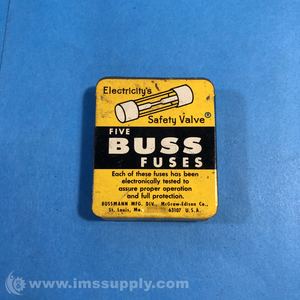 Electricity's
Safety Valve®
FIVE
BUSS
FUSES
Each of these fuses has been
electronically tested to
assure proper operation
and full protection.
BUSSMANN MFG. DIV., McGraw-Edison Co.,
St. Louis, Mo. 63107 U.S.A.
© www.imssupply.com